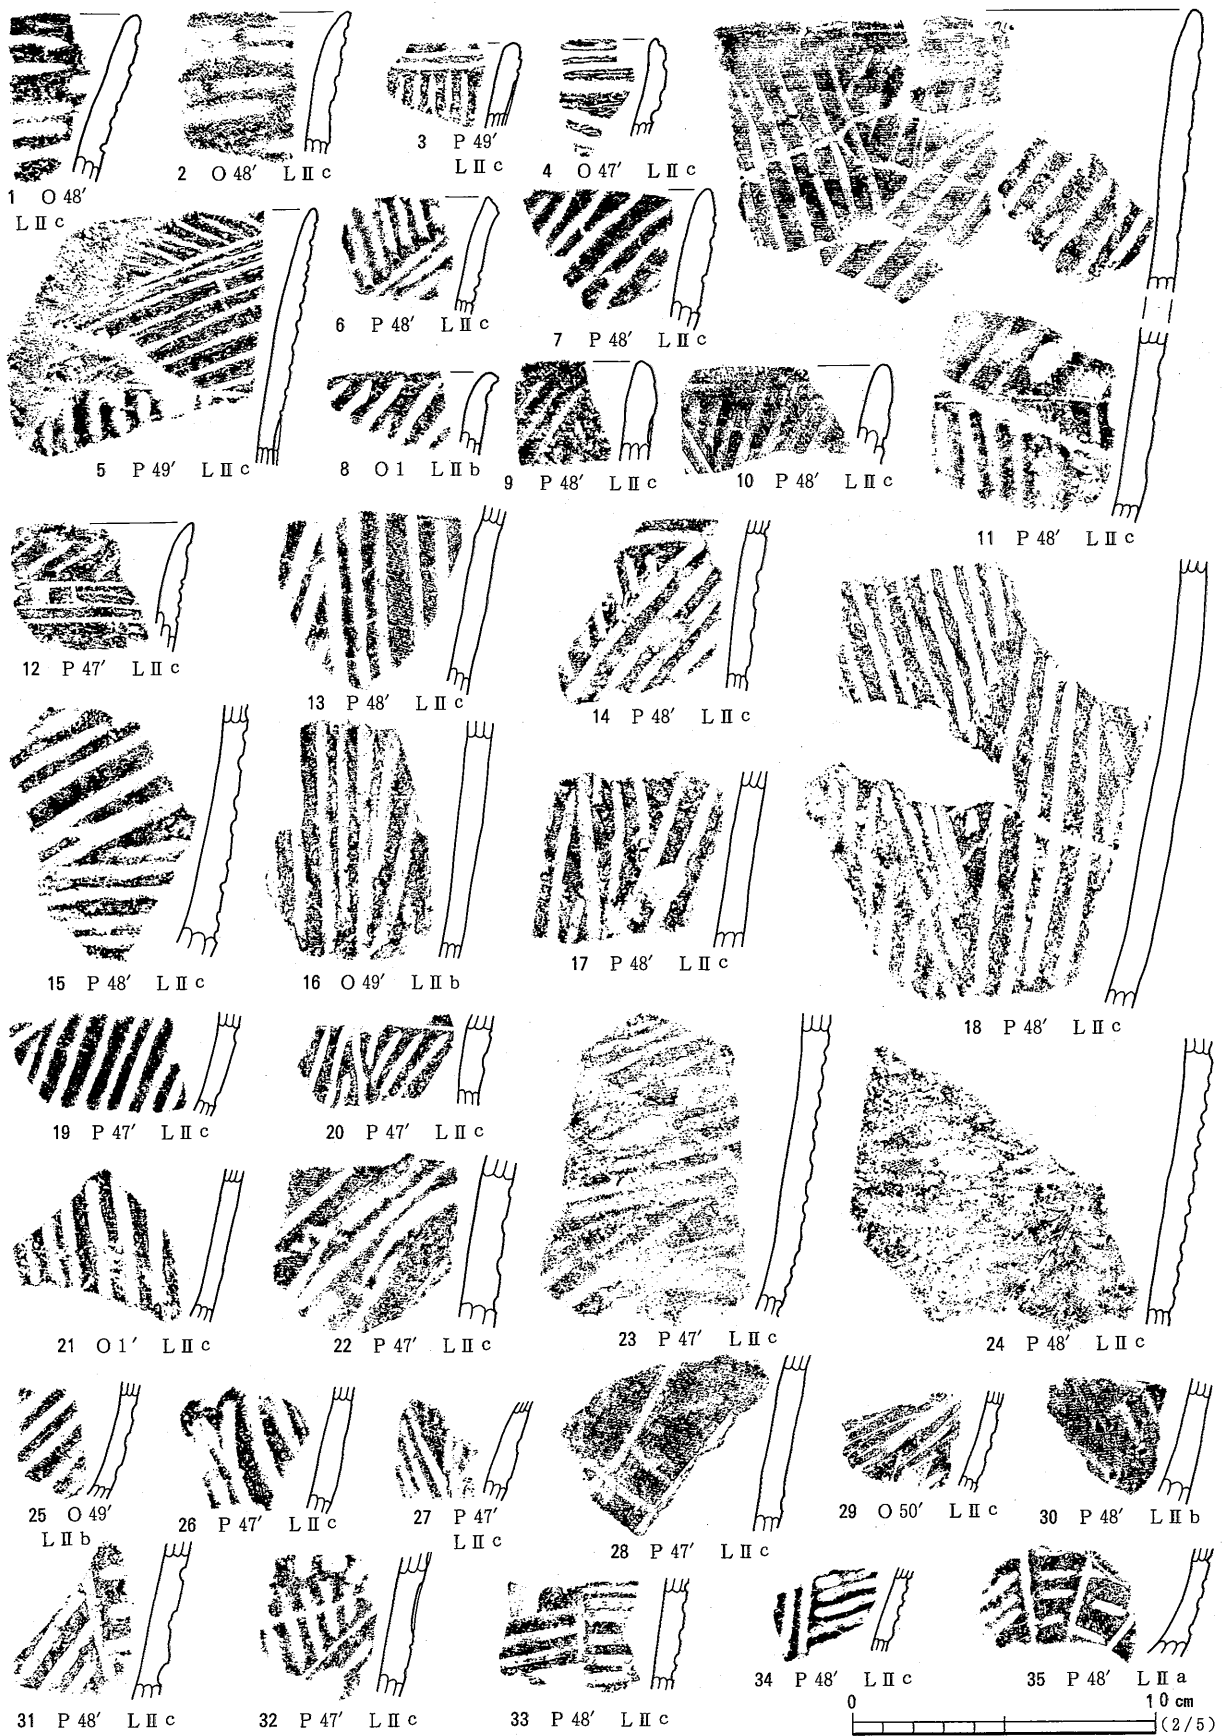 1 O 48′
L Ⅱ c
2 O 48′ L Ⅱ c
3 P 49′
L Ⅱ c
4 O 47′ L Ⅱ c
5 P 49′ L Ⅱ c
6 P 48′ L Ⅱ c
7 P 48′ L Ⅱ c
8 O 1 L Ⅱ b
9 P 48′ L Ⅱ c
10 P 48′ L Ⅱ c
11 P 48′ L Ⅱ c
12 P 47′ L Ⅱ c
13 P 48′ L Ⅱ c
14 P 48′ L Ⅱ c
15 P 48′ L Ⅱ c
16 O 49′ L Ⅱ b
17 P 48′ L Ⅱ c
18 P 48′ L Ⅱ c
19 P 47′ L Ⅱ c
20 P 47′ L Ⅱ c
21 O 1′ L Ⅱ c
22 P 47′ L Ⅱ c
23 P 47′ L Ⅱ c
24 P 48′ L Ⅱ c
25 O 49′
L Ⅱ b
26 P 47′ L Ⅱ c
27 P 47′
L Ⅱ c
28 P 47′ L Ⅱ c
29 O 50′ L Ⅱ c
30 P 48′ L Ⅱ b
31 P 48′ L Ⅱ c
32 P 47′ L Ⅱ c
33 P 48′ L Ⅱ c
34 P 48′ L Ⅱ c
35 P 48′ L Ⅱ a
0 10 cm
(2/5)